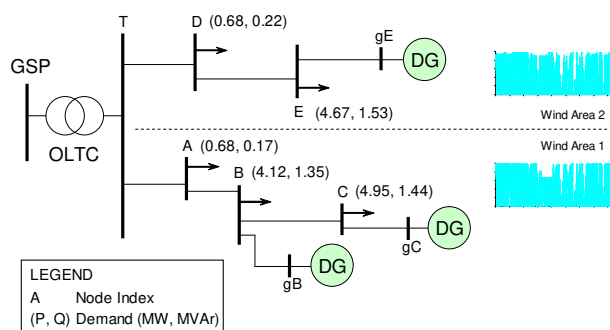 T
D (0.68, 0.22)
gE
DG
GSP
OLTC
E (4.67, 1.53)
Wind Area 2
Wind Area 1
A (0.68, 0.17)
B (4.12, 1.35)
C (4.95, 1.44)
DG
gC
DG
gB
LEGEND
A Node Index
(P, Q) Demand (MW, MVAr)